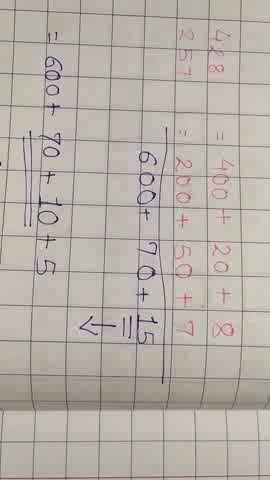 428 = 400 + 20 + 8
257 = 200 + 50 + 7
600 + 70 + 15
= 600 + 70 + 10 + 5